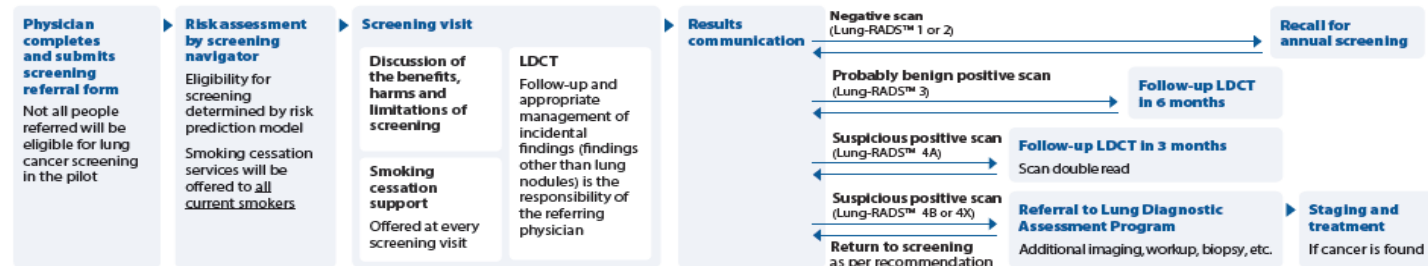 Physician
completes
and submits
screening
referral form
Not all people
referred will be
eligible for lung
cancer screening
in the pilot
Risk assessment
by screening
navigator
Eligibility for
screening
determined by risk
prediction model
Smoking cessation
services will be
offered to all
current smokers
Screening visit
Discussion of
the benefits,
harms and
limitations of
screening
Smoking
cessation
support
Offered at every
screening visit
LDCT
Follow-up and
appropriate
management of
incidental
findings (findings
other than lung
nodules) is the
responsibility of
the referring
physician
Results
communication
Negative scan
(Lung-RADS™ 1 or 2)
Recall for
annual screening
Probably benign positive scan
(Lung-RADS™ 3)
Follow-up LDCT
in 6 months
Suspicious positive scan
(Lung-RADS™ 4A)
Follow-up LDCT in 3 months
Scan double read
Suspicious positive scan
(Lung-RADS™ 4B or 4X)
Return to screening
as per recommendation
Referral to Lung Diagnostic
Assessment Program
Additional imaging, workup, biopsy, etc.
Staging and
treatment
If cancer is found